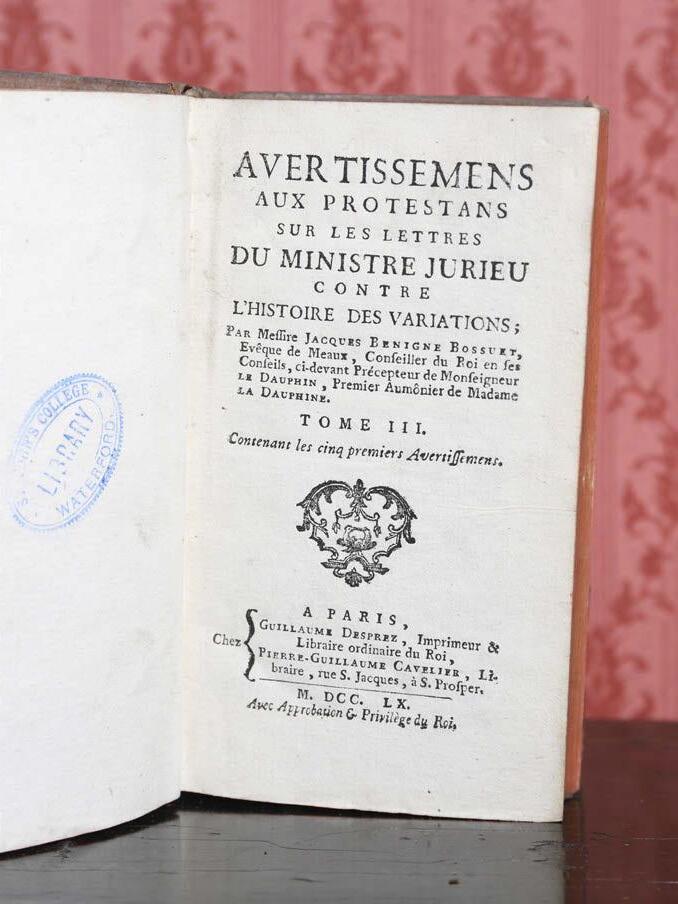 ST. JOHN'S COLLEGE
LIBRARY
WATERFORD.
AVERTISSEMENS
AUX PROTESTANS
SUR LES LETTRES
DU MINISTRE JURIEU
CONTRE
L'HISTOIRE DES VARIATIONS;
PAR Meſſire JACQUES BENIGNE BOSSUET,
Evêque de Meaux, Conſeiller du Roi en ſes
Conſeils, ci-devant Précepteur de Monſeigneur
LE DAUPHIN, Premier Aumônier de Madame
LA DAUPHINE.
TOME III.
Contenant les cinq premiers Avertiſſemens.
A PARIS,
Chez
GUILLAUME DESPREZ, Imprimeur &
Libraire ordinaire du Roi,
PIERRE-GUILLAUME CAVELIER, Li-
braire, rue S. Jacques, à S. Proſper.
M. DCC. LX.
Avec Approbation & Privilège du Roi.